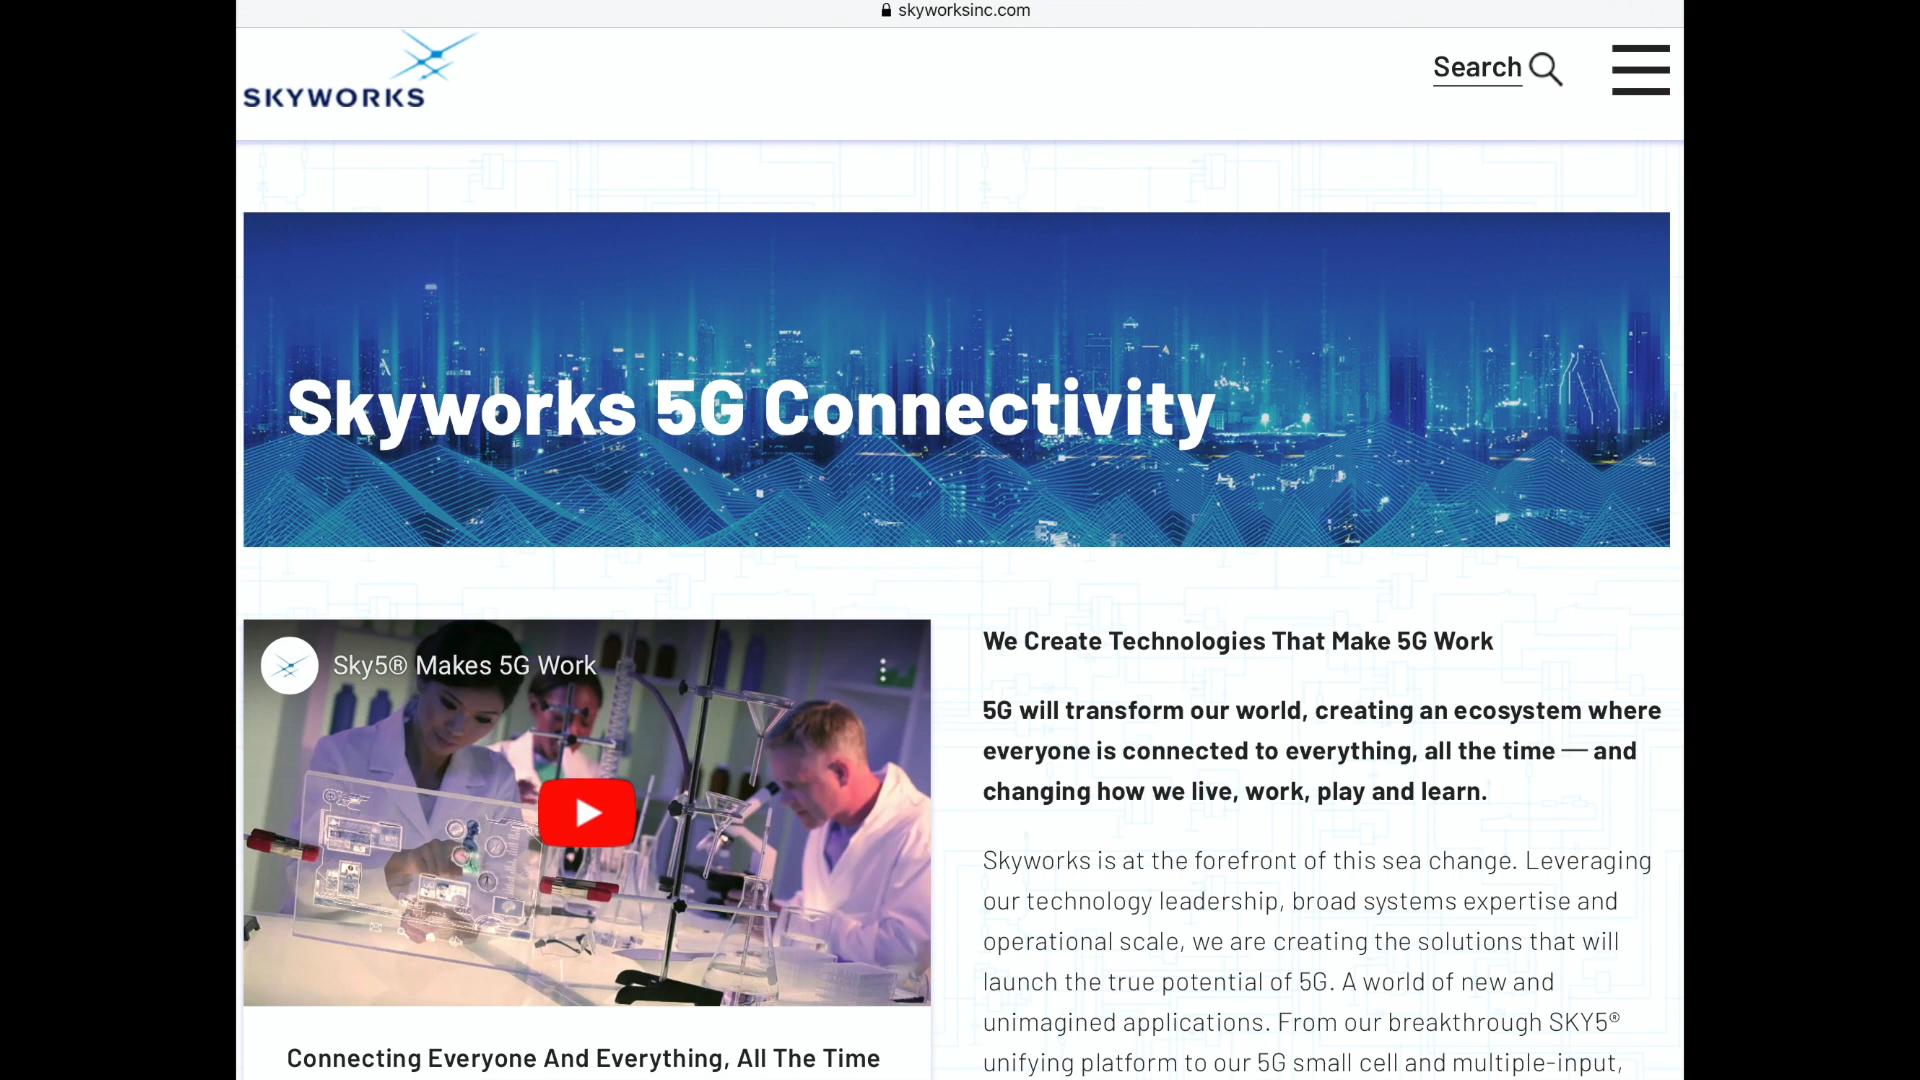 skyworksinc.com
SKYWORKS
Search
Skyworks 5G Connectivity
Sky5® Makes 5G Work
Connecting Everyone And Everything, All The Time
We Create Technologies That Make 5G Work
5G will transform our world, creating an ecosystem where
everyone is connected to everything, all the time — and
changing how we live, work, play and learn.
Skyworks is at the forefront of this sea change. Leveraging
our technology leadership, broad systems expertise and
operational scale, we are creating the solutions that will
launch the true potential of 5G. A world of new and
unimagined applications. From our breakthrough SKY5®
unifying platform to our 5G small cell and multiple-input,